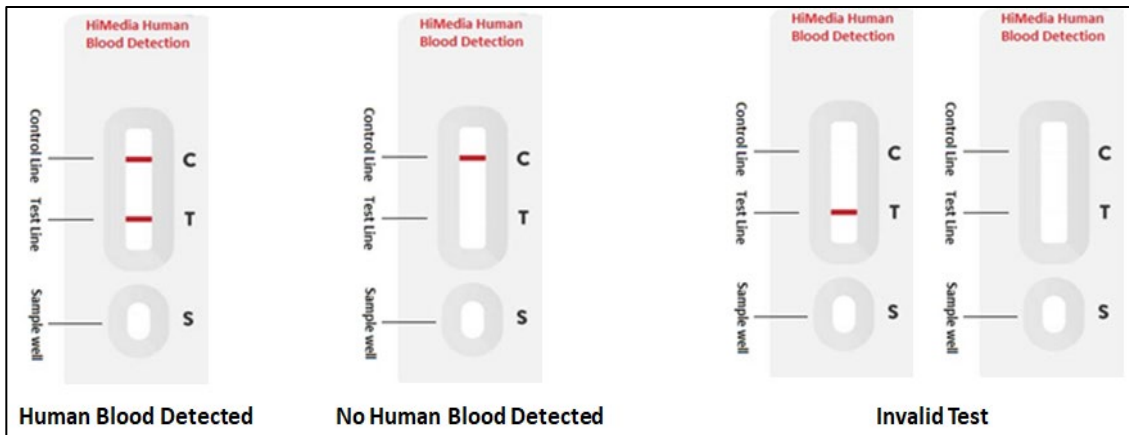 HiMedia Human
Blood Detection
Control Line
C
Test Line
T
Sample well
S
Human Blood Detected
HiMedia Human
Blood Detection
Control Line
C
Test Line
T
Sample well
S
No Human Blood Detected
HiMedia Human
Blood Detection
Control Line
C
Test Line
T
Sample well
S
HiMedia Human
Blood Detection
Control Line
C
Test Line
T
Sample well
S
Invalid Test